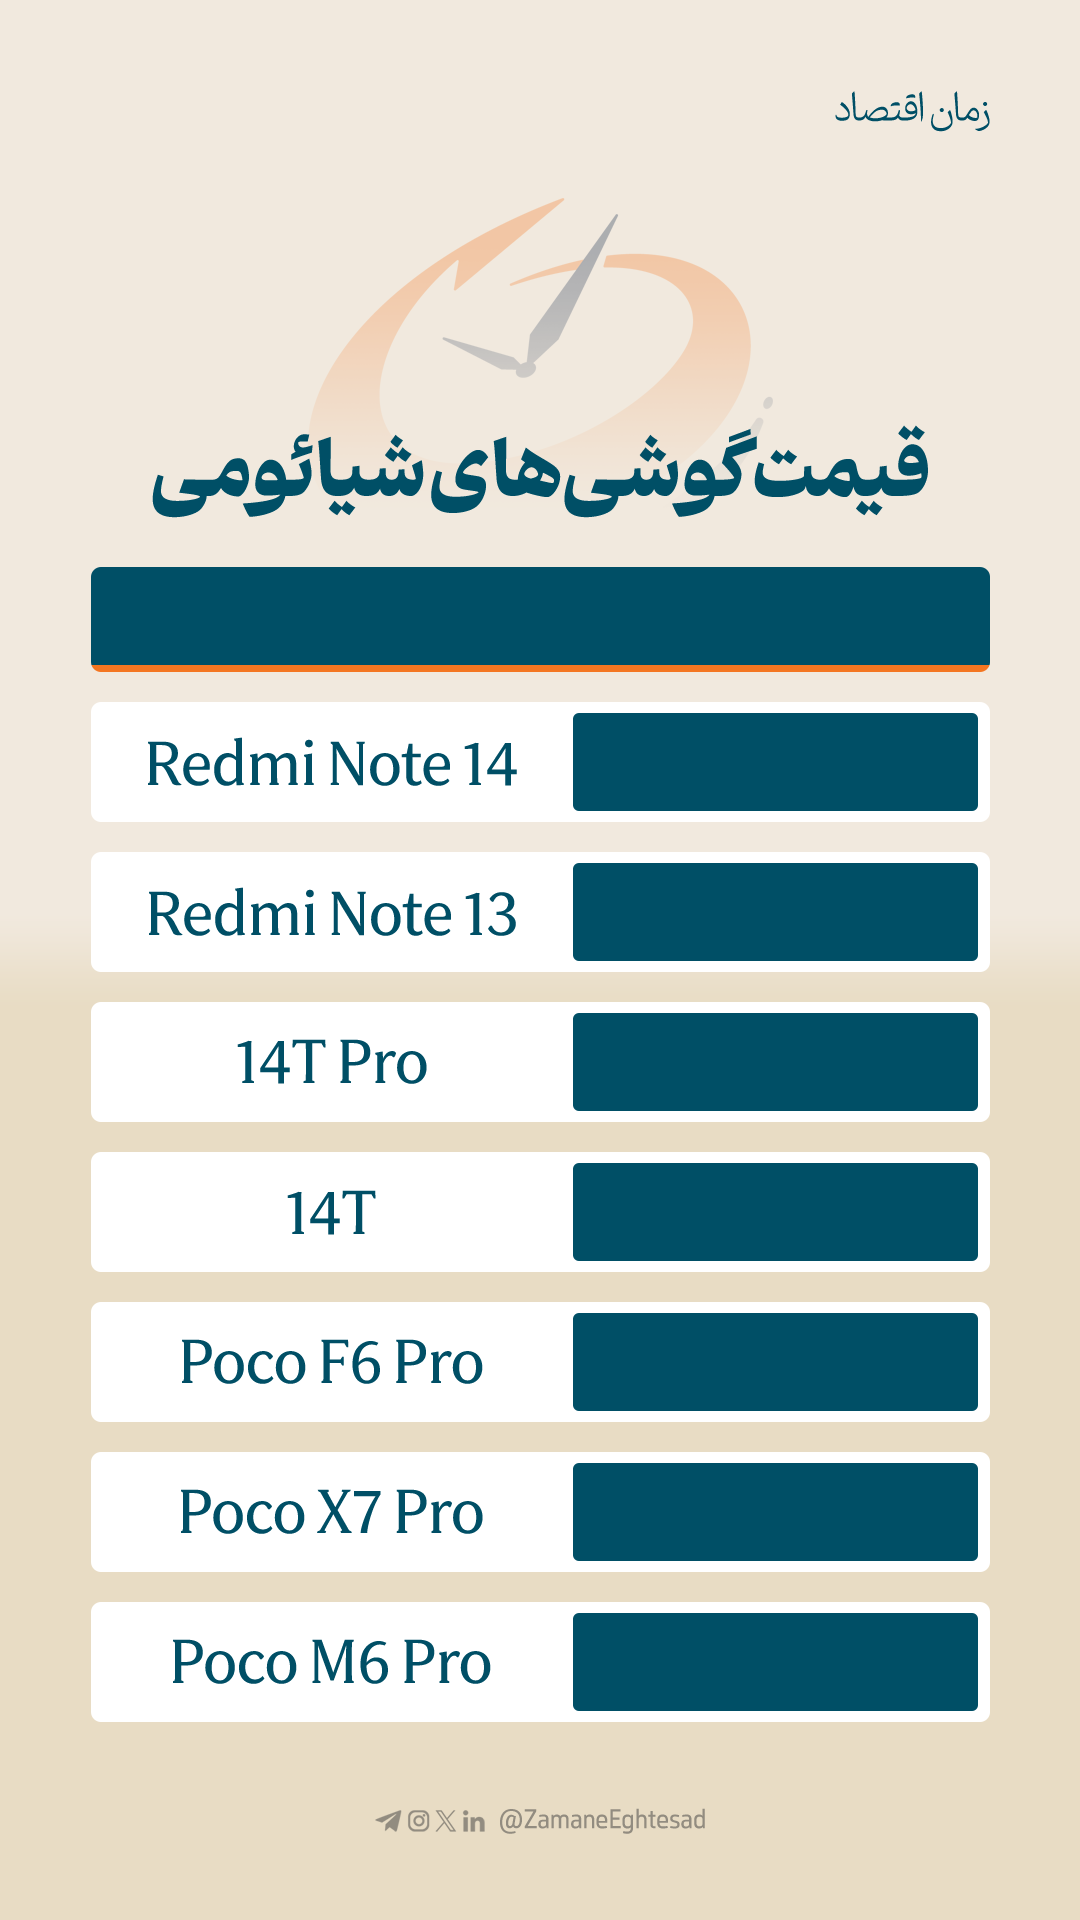 زمان اقتصاد
قیمت گوشی‌های شیائومی
Redmi Note 14
Redmi Note 13
14T Pro
14T
Poco F6 Pro
Poco X7 Pro
Poco M6 Pro
@ZamaneEghtesad